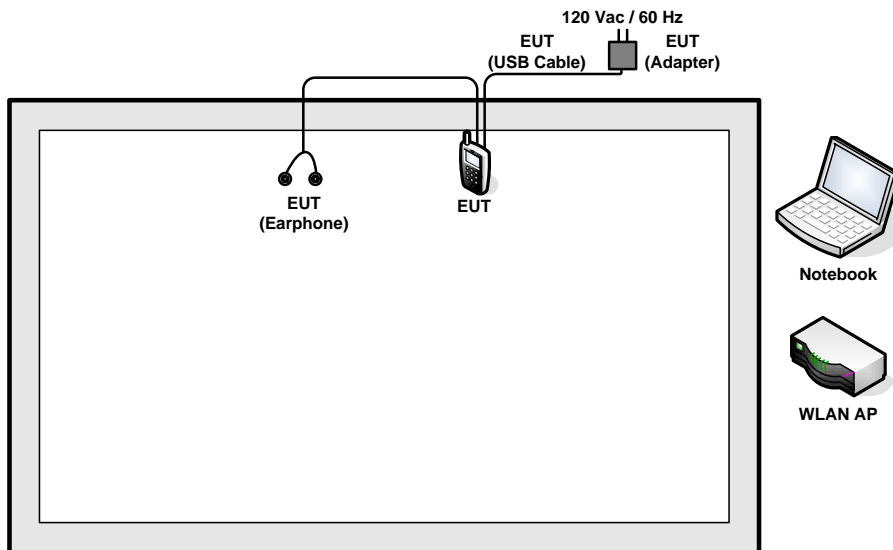 120 Vac / 60 Hz
EUT
(USB Cable)
EUT
(Adapter)
EUT
(Earphone)
EUT
Notebook
WLAN AP